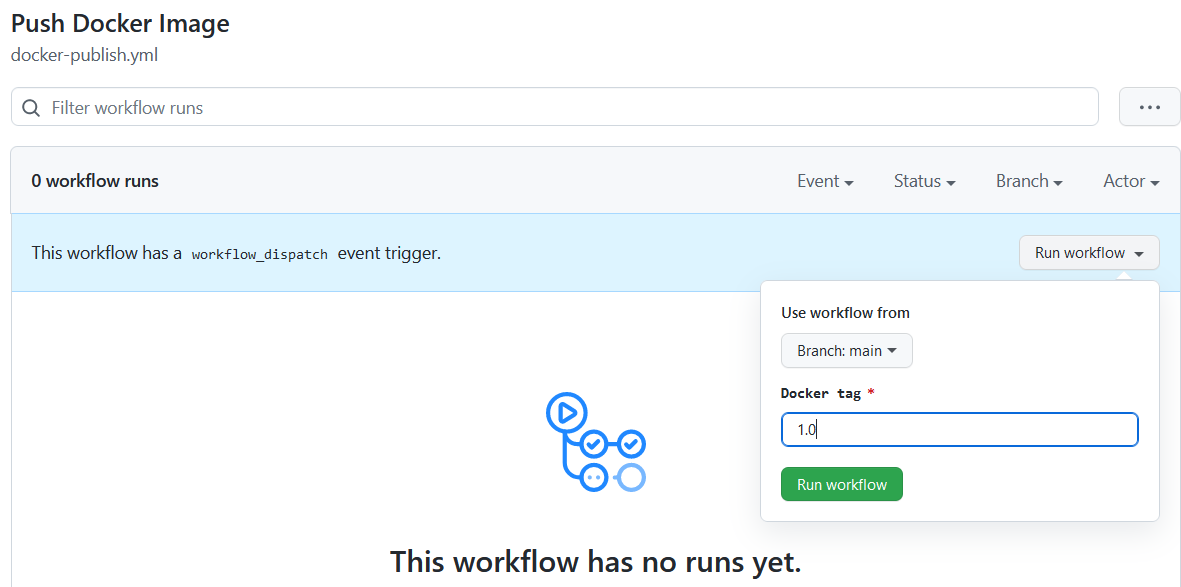 Push Docker Image
docker-publish.yml
Filter workflow runs
0 workflow runs
Event Status Branch Actor
This workflow has a workflow_dispatch event trigger.
Run workflow
Use workflow from
Branch: main
Docker tag *
1.0
Run workflow
This workflow has no runs yet.